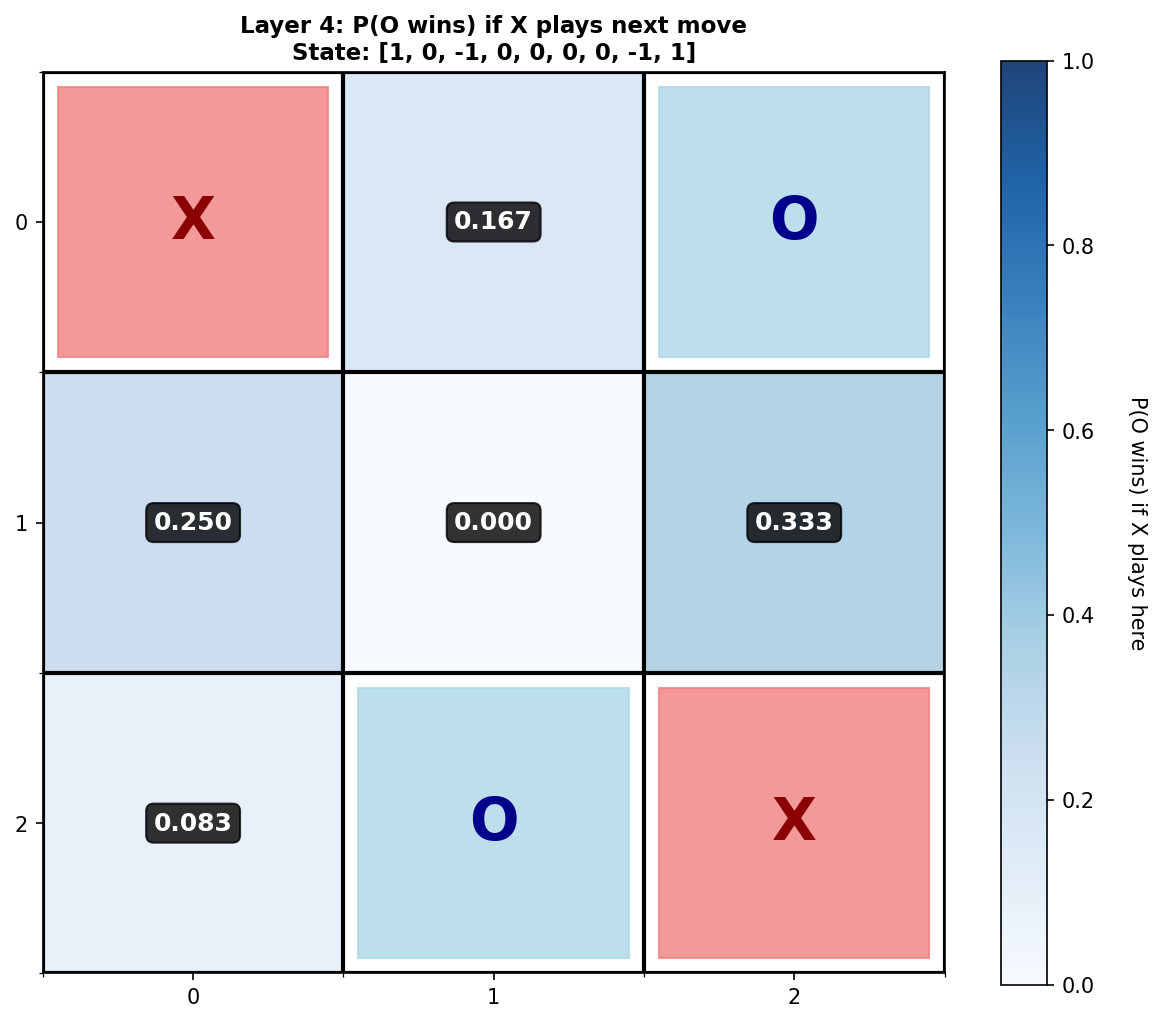 Layer 4: P(O wins) if X plays next move
State: [1, 0, -1, 0, 0, 0, 0, -1, 1]
0
X
0.167
O
1
0.250
0.000
0.333
2
0.083
O
X
0
1
2
1.0
0.8
0.6
0.4
0.2
0.0
P(O wins) if X plays here